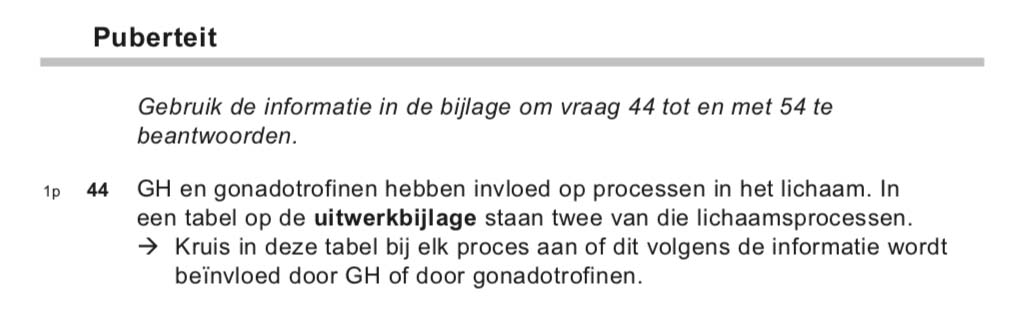 Puberteit
Gebruik de informatie in de bijlage om vraag 44 tot en met 54 te
beantwoorden.
1p 44 GH en gonadotrofinen hebben invloed op processen in het lichaam. In
een tabel op de uitwerkbijlage staan twee van die lichaamsprocessen.
→ Kruis in deze tabel bij elk proces aan of dit volgens de informatie wordt
beïnvloed door GH of door gonadotrofinen.